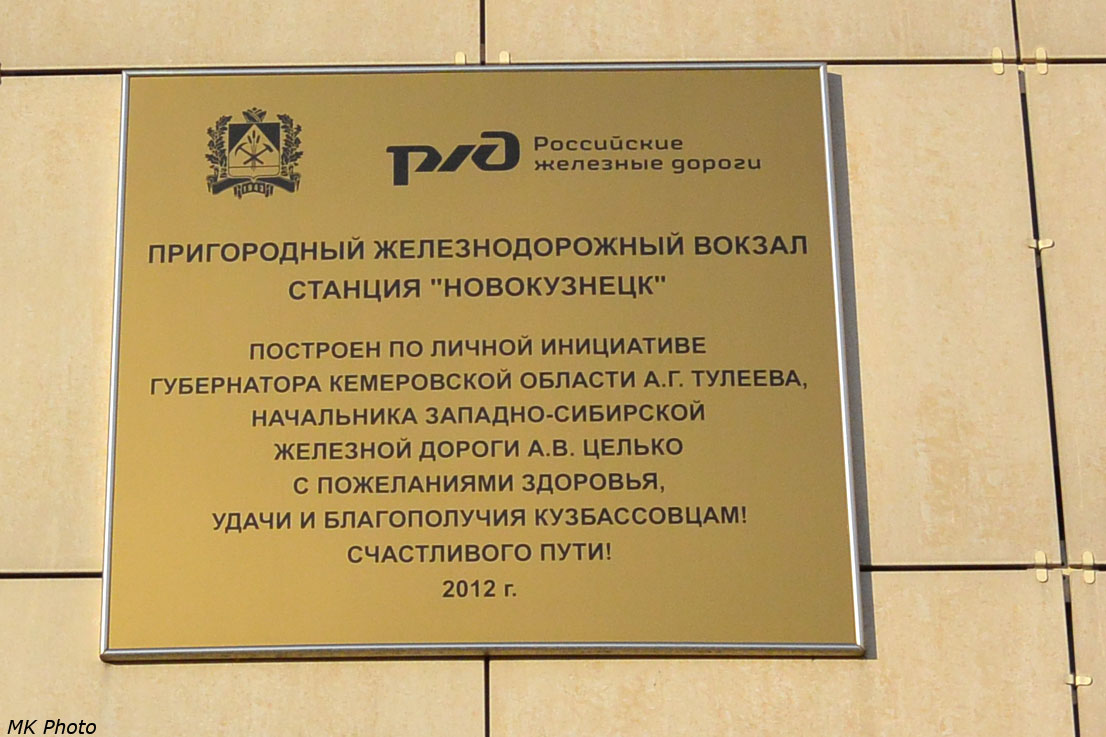 РЖД Российские
железные дороги
ПРИГОРОДНЫЙ ЖЕЛЕЗНОДОРОЖНЫЙ ВОКЗАЛ
СТАНЦИЯ "НОВОКУЗНЕЦК"
ПОСТРОЕН ПО ЛИЧНОЙ ИНИЦИАТИВЕ
ГУБЕРНАТОРА КЕМЕРОВСКОЙ ОБЛАСТИ А.Г. ТУЛЕЕВА,
НАЧАЛЬНИКА ЗАПАДНО-СИБИРСКОЙ
ЖЕЛЕЗНОЙ ДОРОГИ А.В. ЦЕЛЬКО
С ПОЖЕЛАНИЯМИ ЗДОРОВЬЯ,
УДАЧИ И БЛАГОПОЛУЧИЯ КУЗБАССОВЦАМ!
СЧАСТЛИВОГО ПУТИ!
2012 г.
MK Photo